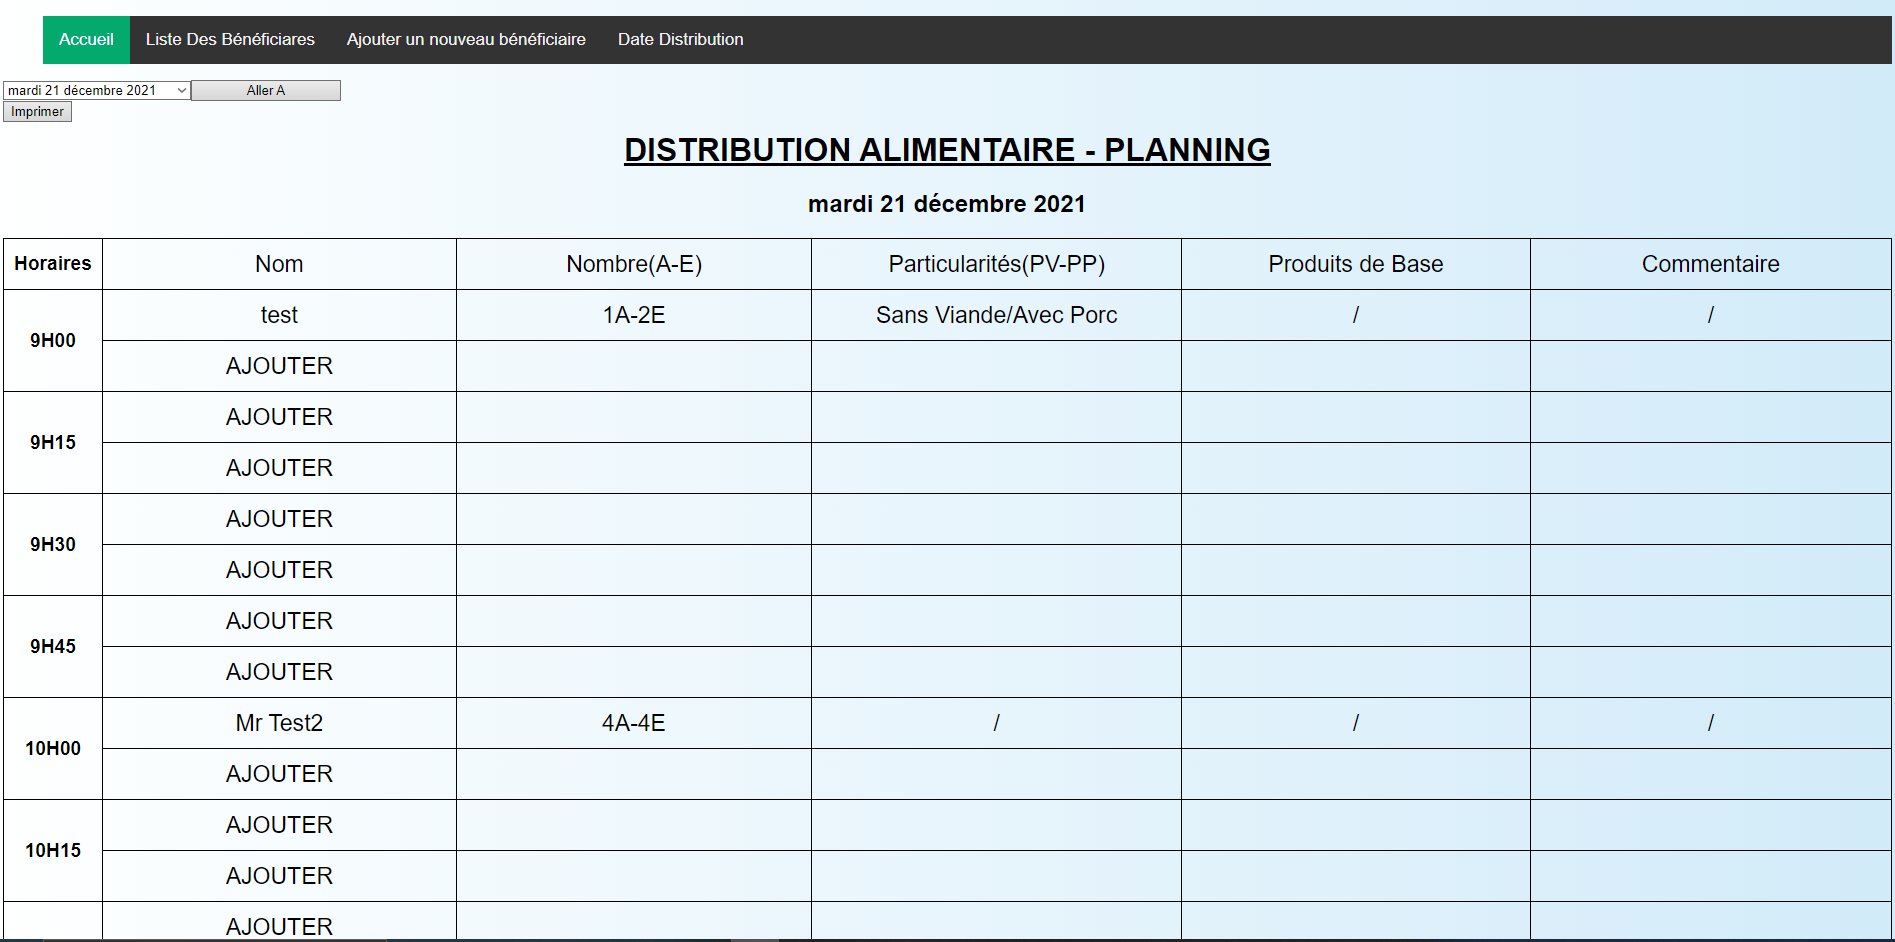 Accueil Liste Des Bénéficiares Ajouter un nouveau bénéficiaire Date Distribution
mardi 21 décembre 2021 Aller A
Imprimer
DISTRIBUTION ALIMENTAIRE - PLANNING
mardi 21 décembre 2021
Horaires Nom Nombre(A-E) Particularités(PV-PP) Produits de Base Commentaire
9H00 test 1A-2E Sans Viande/Avec Porc / /
AJOUTER
9H15 AJOUTER
AJOUTER
9H30 AJOUTER
AJOUTER
9H45 AJOUTER
AJOUTER
10H00 Mr Test2 4A-4E / / /
AJOUTER
10H15 AJOUTER
AJOUTER
AJOUTER